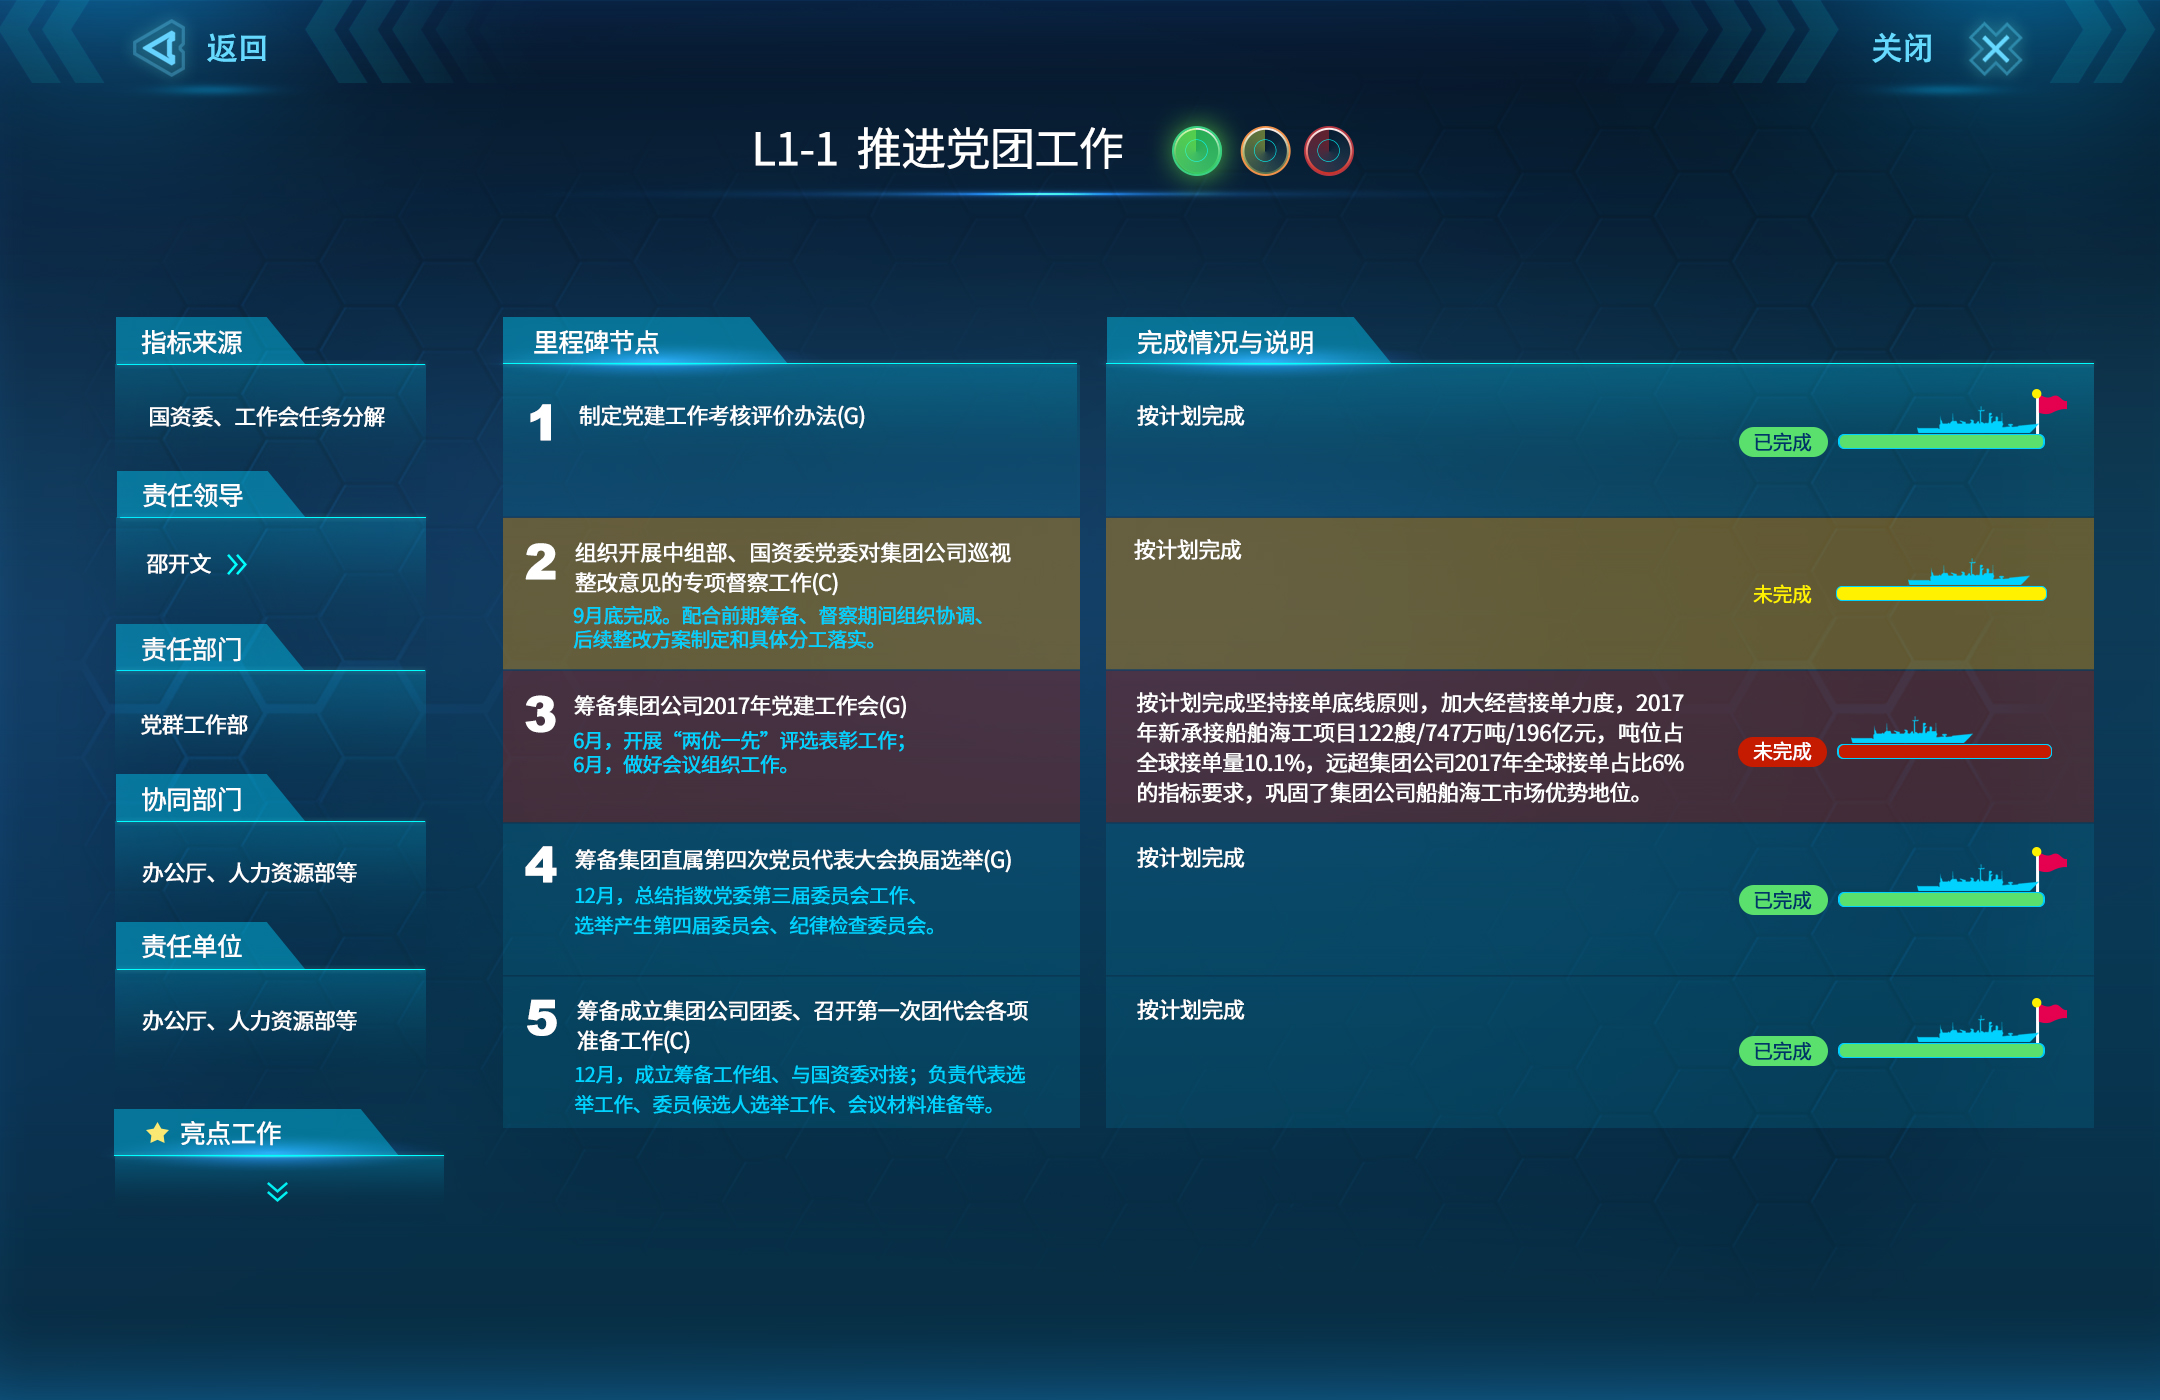 返回
关闭
L1-1 推进党团工作
指标来源
国资委、工作会任务分解
责任领导
邵开文
责任部门
党群工作部
协同部门
办公厅、人力资源部等
责任单位
办公厅、人力资源部等
亮点工作
里程碑节点
1
制定党建工作考核评价办法(G)
2
组织开展中组部、国资委党委对集团公司巡视
整改意见的专项督察工作(C)
9月底完成。配合前期筹备、督察期间组织协调、
后续整改方案制定和具体分工落实。
3
筹备集团公司2017年党建工作会(G)
6月，开展“两优一先”评选表彰工作；
6月，做好会议组织工作。
4
筹备集团直属第四次党员代表大会换届选举(G)
12月，总结指数党委第三届委员会工作、
选举产生第四届委员会、纪律检查委员会。
5
筹备成立集团公司团委、召开第一次团代会各项
准备工作(C)
12月，成立筹备工作组、与国资委对接；负责代表选
举工作、委员候选人选举工作、会议材料准备等。
完成情况与说明
按计划完成
已完成
按计划完成
未完成
按计划完成坚持接单底线原则，加大经营接单力度，2017
年新承接船舶海工项目122艘/747万吨/196亿元，吨位占
全球接单量10.1%，远超集团公司2017年全球接单占比6%
的指标要求，巩固了集团公司船舶海工市场优势地位。
未完成
按计划完成
已完成
按计划完成
已完成